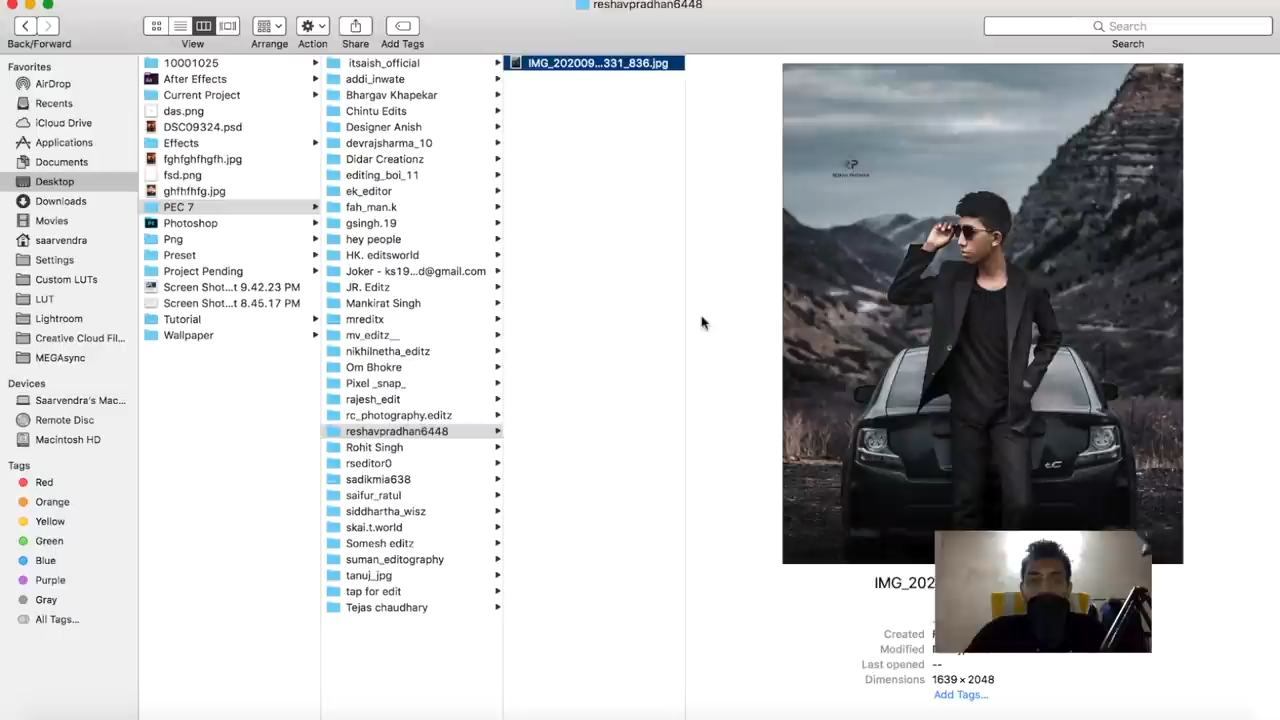 reshavpradhan6448
Back/Forward
View
Arrange
Action
Share
Add Tags
Search
Search
Favorites
AirDrop
Recents
iCloud Drive
Applications
Documents
Desktop
Downloads
Movies
saarvendra
Settings
Custom LUTs
LUT
Lightroom
Creative Cloud Fil...
MEGAsync
Devices
Saarvendra's Mac...
Remote Disc
Macintosh HD
Tags
Red
Orange
Yellow
Green
Blue
Purple
Gray
All Tags...
10001025
After Effects
Current Project
das.png
DSC09324.psd
Effects
fghfghfhgfh.jpg
fsd.png
ghfhfhfg.jpg
PEC 7
Photoshop
Png
Preset
Project Pending
Screen Shot...t 9.42.23 PM
Screen Shot...t 8.45.17 PM
Tutorial
Wallpaper
itsaish_official
addi_inwate
Bhargav Khapekar
Chintu Edits
Designer Anish
devrajsharma_10
Didar Creationz
editing_boi_11
ek_editor
fah_man.k
gsingh.19
hey people
HK. editsworld
Joker - ks19...d@gmail.com
JR. Editz
Mankirat Singh
mreditx
mv_editz__
nikhilnetha_editz
Om Bhokre
Pixel _snap_
rajesh_edit
rc_photography.editz
reshavpradhan6448
Rohit Singh
rseditor0
sadikmia638
saifur_ratul
siddhartha_wisz
skai.t.world
Somesh editz
suman_editography
tanuj_jpg
tap for edit
Tejas chaudhary
IMG_202009...331_836.jpg
RP
tC
IMG_202
Created
Modified
Last opened --
Dimensions 1639 × 2048
Add Tags...